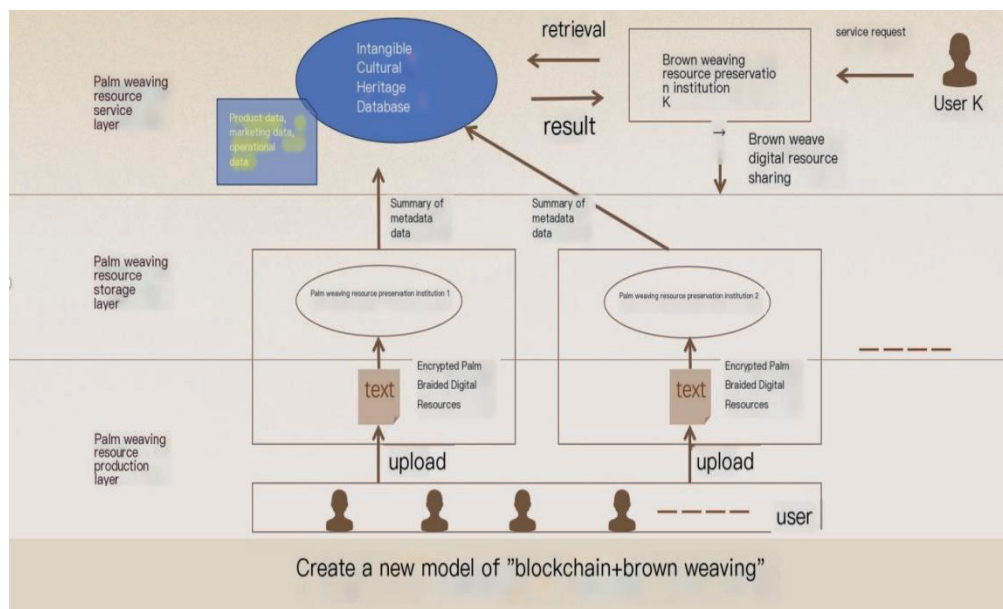 Intangible
Cultural
Heritage
Database
retrieval
result
Brown weaving
resource preservatio
n institution
K
service request
User K
Palm weaving
resource
service
layer
Product data,
marketing data,
operational
data
→
Brown weave
digital resource
sharing
Summary of
metadata
data
Summary of
metadata
data
Palm weaving
resource
storage
layer
Palm weaving resource preservation institution 1
Palm weaving resource preservation institution 2
text
Encrypted Palm
Braided Digital
Resources
text
Encrypted Palm
Braided Digital
Resources
Palm weaving
resource
production
layer
upload
upload
user
Create a new model of "blockchain+brown weaving"